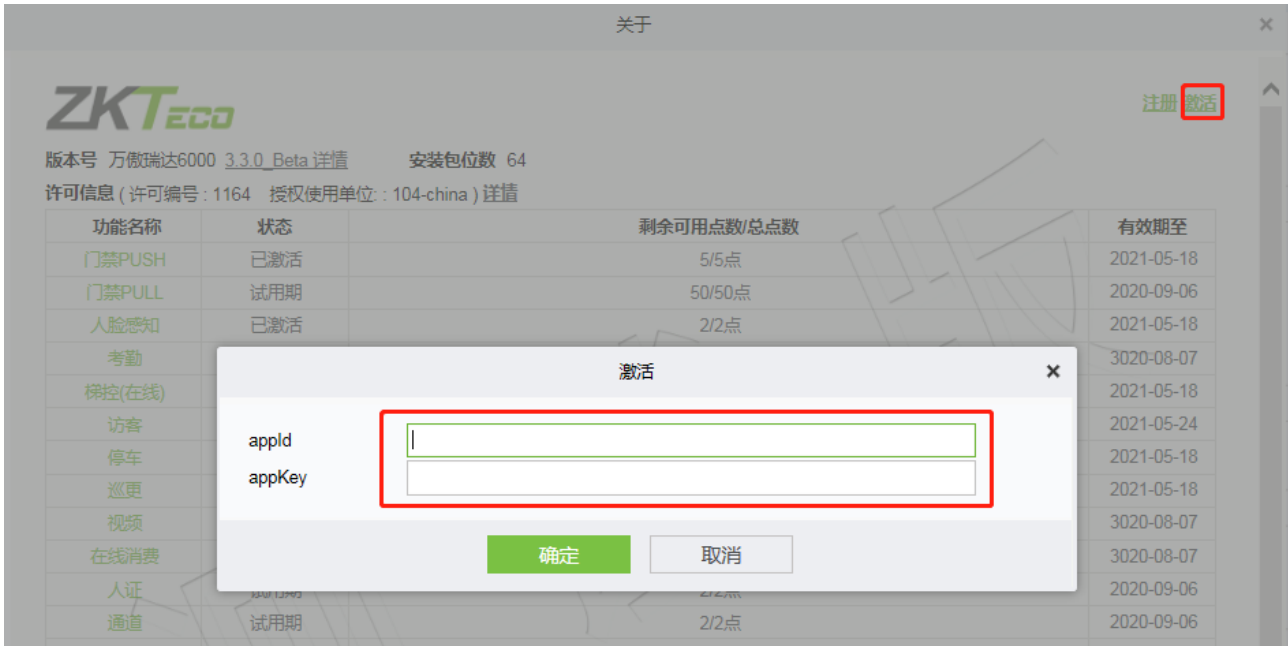 关于
ZKTECO
注册 激活
版本号 万傲瑞达6000 3.3.0_Beta 详情 安装包位数 64
许可信息 ( 许可编号 : 1164 授权使用单位: : 104-china ) 详情
功能名称 状态 剩余可用点数/总点数 有效期至
门禁PUSH 已激活 5/5点 2021-05-18
门禁PULL 试用期 50/50点 2020-09-06
人脸感知 已激活 2/2点 2021-05-18
考勤 3020-08-07
梯控(在线) 2021-05-18
访客 2021-05-24
停车 2021-05-18
巡更 2021-05-18
视频 3020-08-07
在线消费 3020-08-07
人证 试用期 2/2点 2020-09-06
通道 试用期 2/2点 2020-09-06
激活
appId
appKey
确定 取消